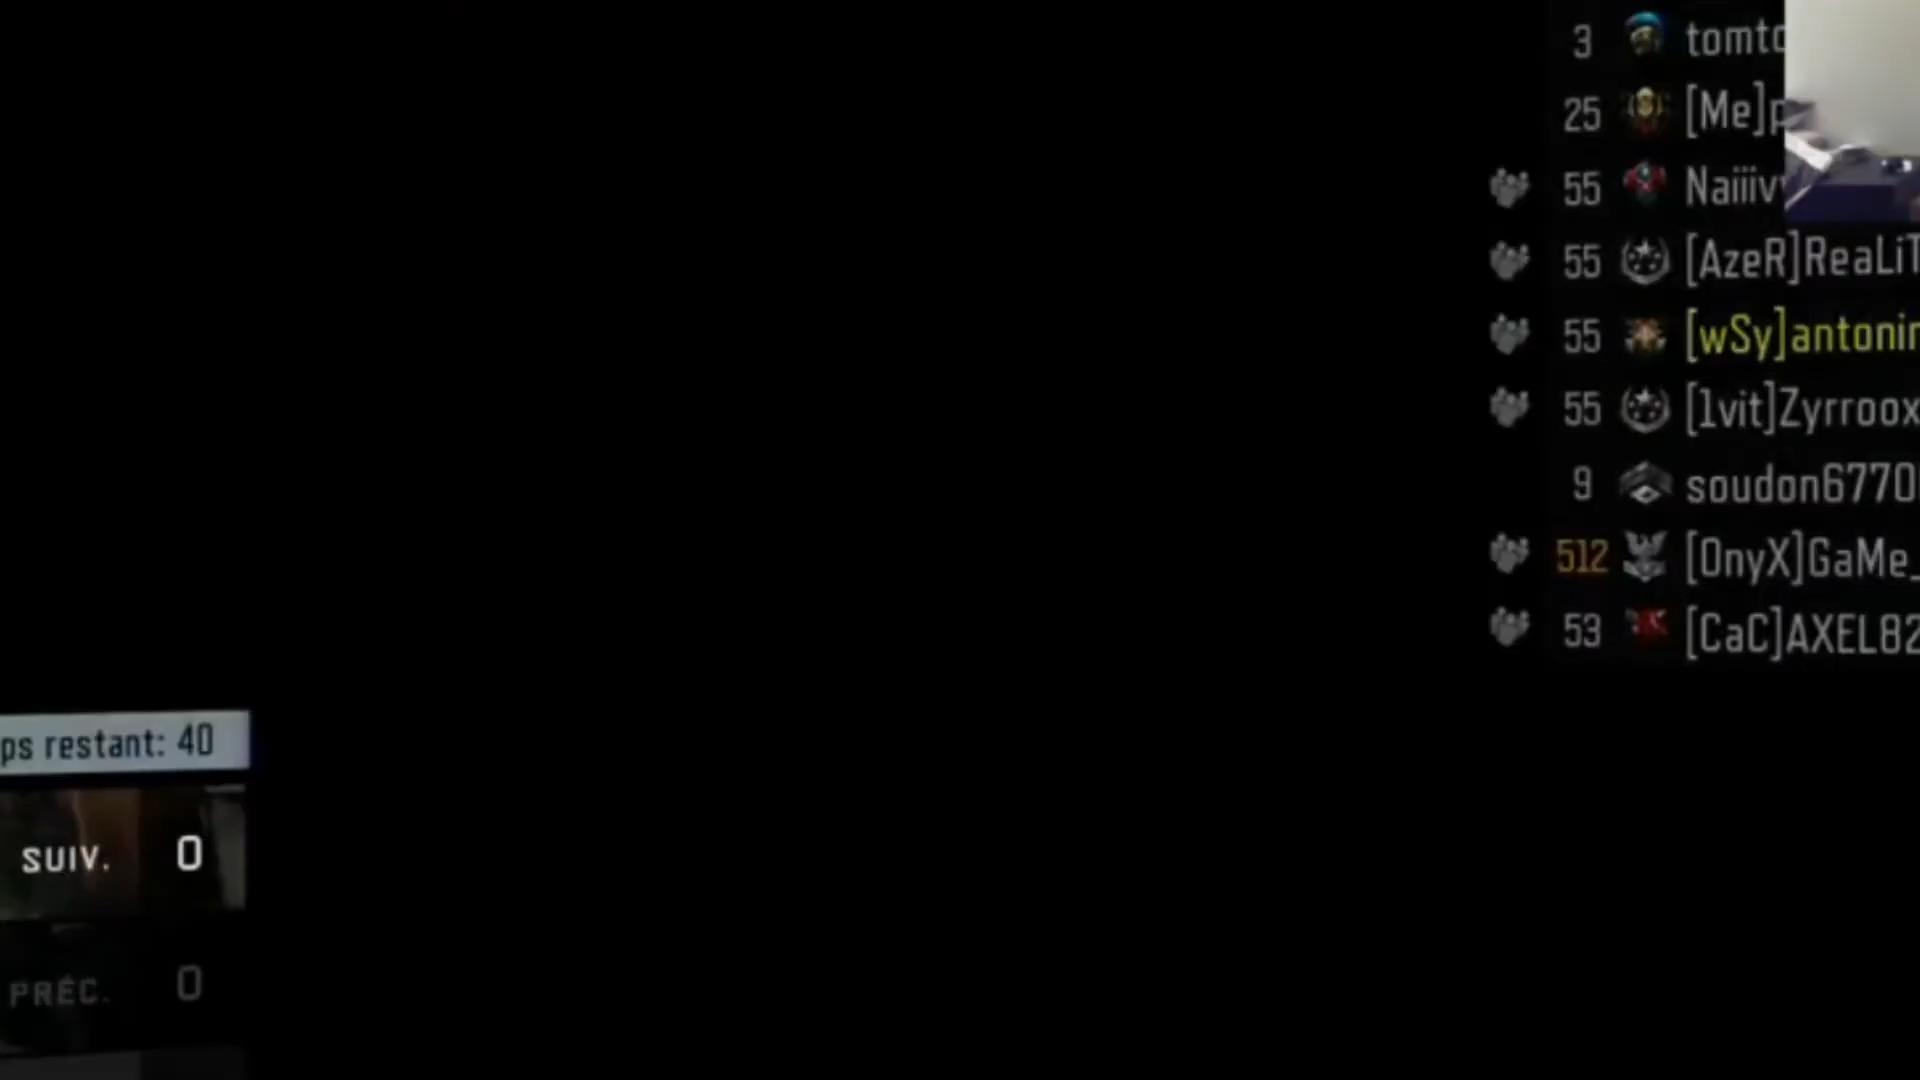 3 tomto
25 [Me]p
55 Naiiiv
55 [AzeR]ReaLiT
55 [wSy]antonin
55 [1vit]Zyrroox
9 soudon6770
512 [OnyX]GaMe_
53 [CaC]AXEL82
ps restant: 40
SUIV. 0
PRÉC. 0